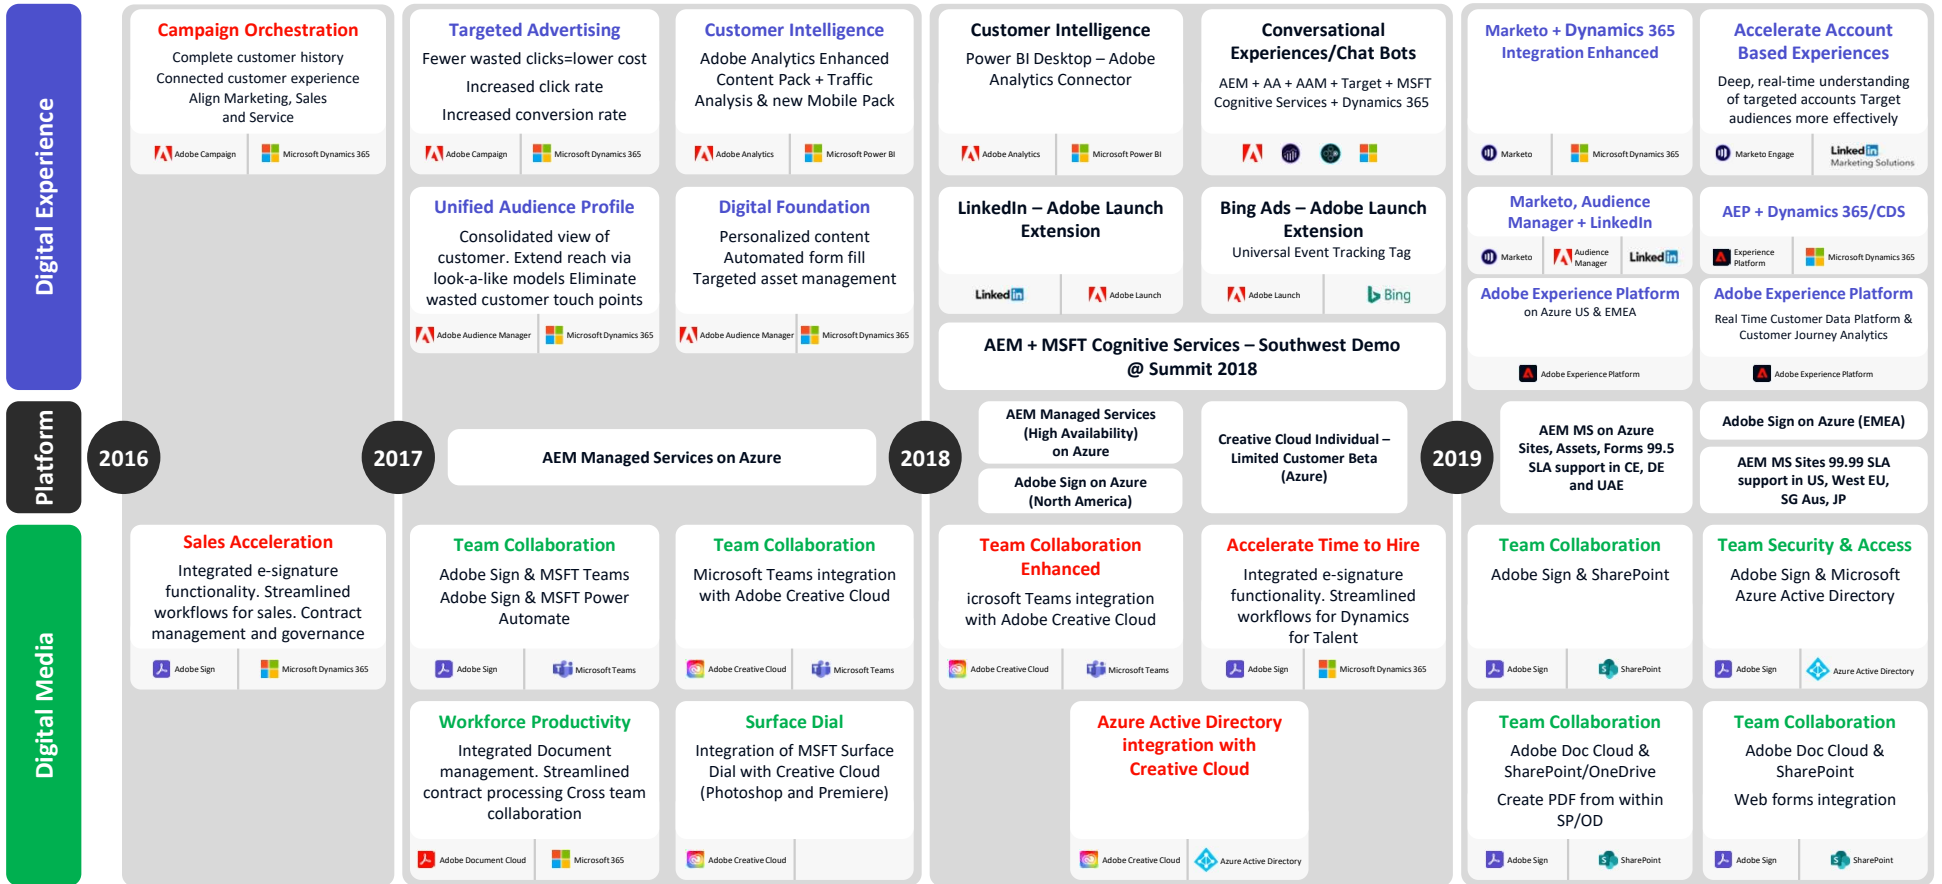 Digital Experience
Campaign Orchestration
Complete customer history
Connected customer experience
Align Marketing, Sales
and Service
Adobe Campaign
Microsoft Dynamics 365
Targeted Advertising
Fewer wasted clicks=lower cost
Increased click rate
Increased conversion rate
Adobe Campaign
Microsoft Dynamics 365
Customer Intelligence
Adobe Analytics Enhanced
Content Pack + Traffic
Analysis & new Mobile Pack
Adobe Analytics
Microsoft Power BI
Customer Intelligence
Power BI Desktop – Adobe
Analytics Connector
Adobe Analytics
Microsoft Power BI
Conversational
Experiences/Chat Bots
AEM + AA + AAM + Target + MSFT
Cognitive Services + Dynamics 365
Marketo + Dynamics 365
Integration Enhanced
Marketo
Microsoft Dynamics 365
Accelerate Account
Based Experiences
Deep, real-time understanding
of targeted accounts Target
audiences more effectively
Marketo Engage
Linked in
Marketing Solutions
Unified Audience Profile
Consolidated view of
customer. Extend reach via
look-a-like models Eliminate
wasted customer touch points
Adobe Audience Manager
Microsoft Dynamics 365
Digital Foundation
Personalized content
Automated form fill
Targeted asset management
Adobe Audience Manager
Microsoft Dynamics 365
LinkedIn – Adobe Launch
Extension
Linked in
Adobe Launch
Bing Ads – Adobe Launch
Extension
Universal Event Tracking Tag
Adobe Launch
Bing
Marketo, Audience
Manager + LinkedIn
Marketo
Audience
Manager
Linked in
AEP + Dynamics 365/CDS
Experience
Platform
Microsoft Dynamics 365
AEM + MSFT Cognitive Services – Southwest Demo
@ Summit 2018
Adobe Experience Platform
on Azure US & EMEA
Adobe Experience Platform
Adobe Experience Platform
Real Time Customer Data Platform &
Customer Journey Analytics
Adobe Experience Platform
Platform
2016
2017
AEM Managed Services on Azure
2018
AEM Managed Services
(High Availability)
on Azure
Adobe Sign on Azure
(North America)
Creative Cloud Individual –
Limited Customer Beta
(Azure)
2019
AEM MS on Azure
Sites, Assets, Forms 99.5
SLA support in CE, DE
and UAE
Adobe Sign on Azure (EMEA)
AEM MS Sites 99.99 SLA
support in US, West EU,
SG Aus, JP
Digital Media
Sales Acceleration
Integrated e-signature
functionality. Streamlined
workflows for sales. Contract
management and governance
Adobe Sign
Microsoft Dynamics 365
Team Collaboration
Adobe Sign & MSFT Teams
Adobe Sign & MSFT Power
Automate
Adobe Sign
Microsoft Teams
Team Collaboration
Microsoft Teams integration
with Adobe Creative Cloud
Adobe Creative Cloud
Microsoft Teams
Team Collaboration
Enhanced
icrosoft Teams integration
with Adobe Creative Cloud
Adobe Creative Cloud
Microsoft Teams
Accelerate Time to Hire
Integrated e-signature
functionality. Streamlined
workflows for Dynamics
for Talent
Adobe Sign
Microsoft Dynamics 365
Team Collaboration
Adobe Sign & SharePoint
Adobe Sign
SharePoint
Team Security & Access
Adobe Sign & Microsoft
Azure Active Directory
Adobe Sign
Azure Active Directory
Workforce Productivity
Integrated Document
management. Streamlined
contract processing Cross team
collaboration
Adobe Document Cloud
Microsoft 365
Surface Dial
Integration of MSFT Surface
Dial with Creative Cloud
(Photoshop and Premiere)
Adobe Creative Cloud
Azure Active Directory
integration with
Creative Cloud
Adobe Creative Cloud
Azure Active Directory
Team Collaboration
Adobe Doc Cloud &
SharePoint/OneDrive
Create PDF from within
SP/OD
Adobe Sign
SharePoint
Team Collaboration
Adobe Doc Cloud &
SharePoint
Web forms integration
Adobe Sign
SharePoint